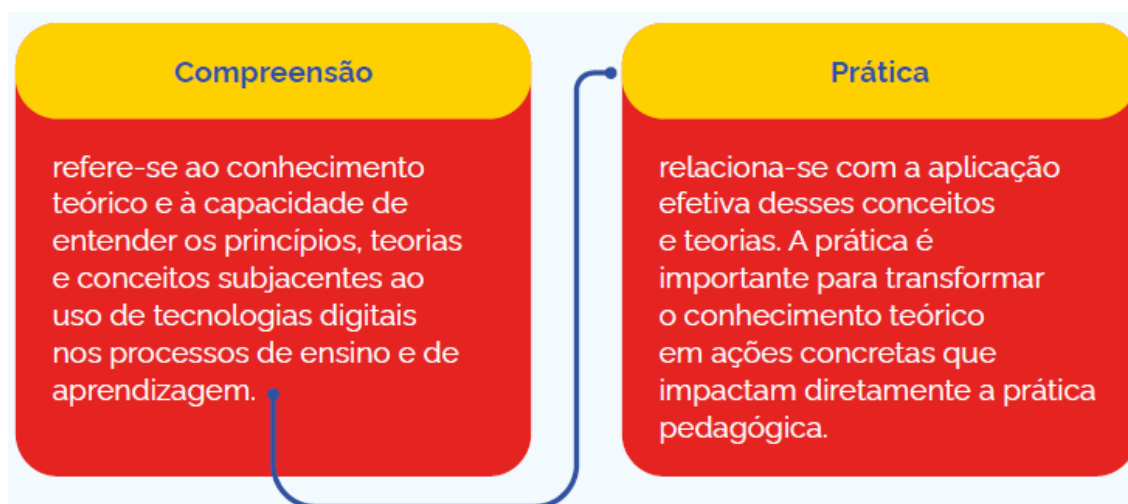 Compreensão
refere-se ao conhecimento
teórico e à capacidade de
entender os princípios, teorias
e conceitos subjacentes ao
uso de tecnologias digitais
nos processos de ensino e de
aprendizagem.
Prática
relaciona-se com a aplicação
efetiva desses conceitos
e teorias. A prática é
importante para transformar
o conhecimento teórico
em ações concretas que
impactam diretamente a prática
pedagógica.